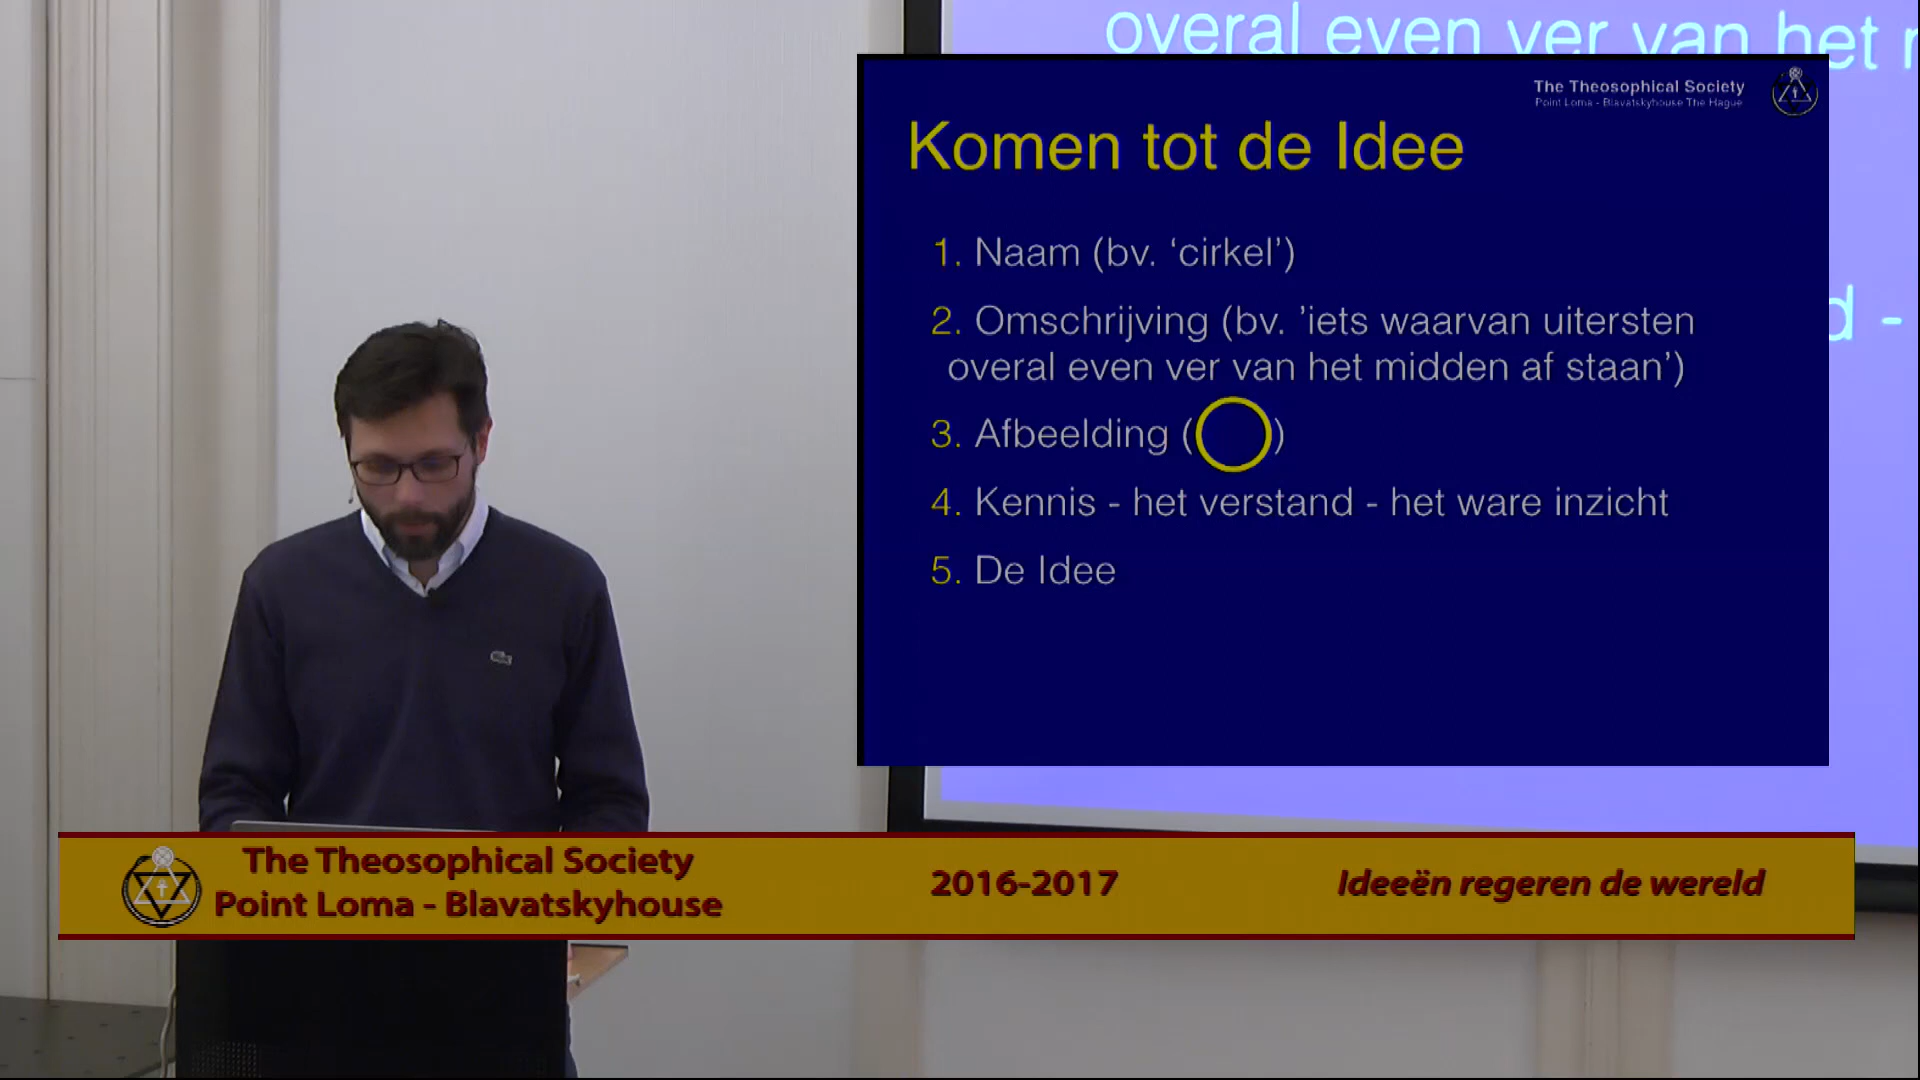 overal even ver van het
The Theosophical Society
Point Loma - Blavatskyhouse The Hague
Komen tot de Idee
1. Naam (bv. ‘cirkel’)
2. Omschrijving (bv. ’iets waarvan uitersten
overal even ver van het midden af staan’)
3. Afbeelding ( )
4. Kennis - het verstand - het ware inzicht
5. De Idee
The Theosophical Society
Point Loma - Blavatskyhouse
2016-2017
Ideeën regeren de wereld